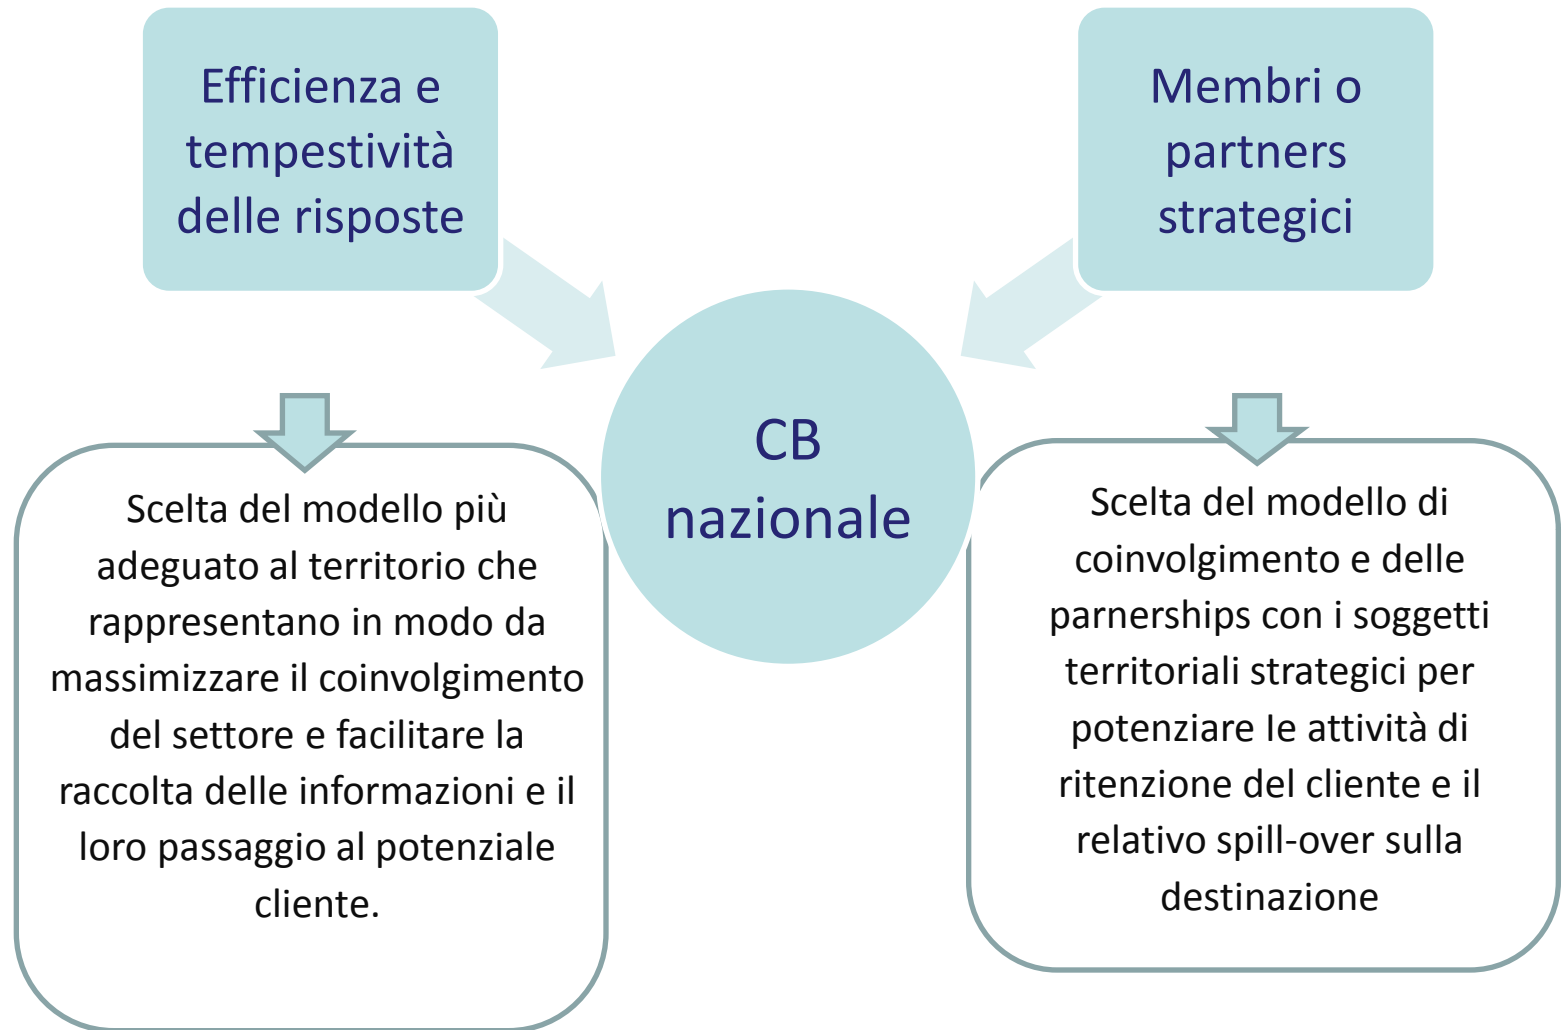 Efficienza e
tempestività
delle risposte
Membri o
partners
strategici
CB
nazionale
Scelta del modello più
adeguato al territorio che
rappresentano in modo da
massimizzare il coinvolgimento
del settore e facilitare la
raccolta delle informazioni e il
loro passaggio al potenziale
cliente.
Scelta del modello di
coinvolgimento e delle
parnerships con i soggetti
territoriali strategici per
potenziare le attività di
ritenzione del cliente e il
relativo spill-over sulla
destinazione